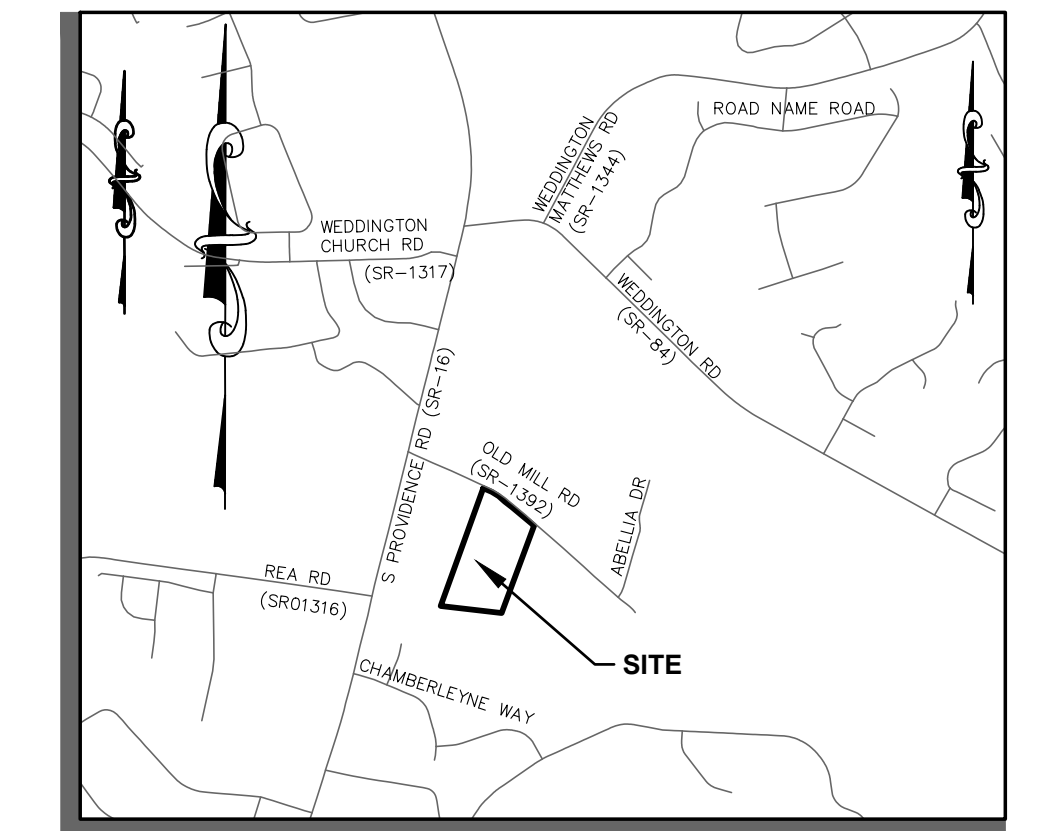 ROAD NAME ROAD
WEDDINGTON
MATTHEWS RD
(SR-1344)
WEDDINGTON
CHURCH RD
(SR-1317)
WEDDINGTON RD
(SR-84)
S PROVIDENCE RD (SR-16)
OLD MILL RD
(SR-1392)
ABELLIA DR
REA RD
(SR01316)
SITE
CHAMBERLEYNE WAY